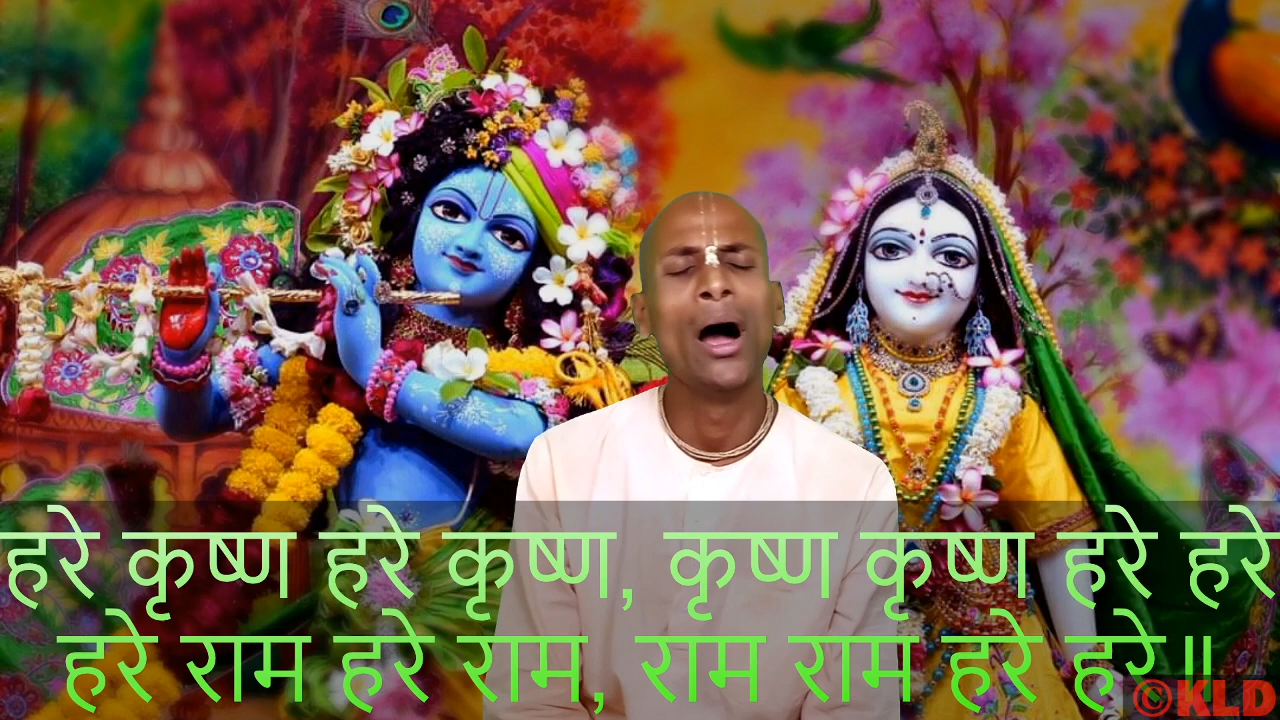 हरे कृष्ण हरे कृष्ण, कृष्ण कृष्ण हरे हरे
हरे राम हरे राम, राम राम हरे हरे॥
©KLD